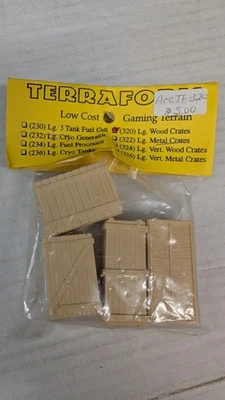 TERRAFORM
Low Cost Gaming Terrain
(230) Lg. 3 Tank Fuel Cell
(232) Lg. Cryo Generator
(234) Lg. Fuel Processor
(236) Lg. Cryo Tanks
(320) Lg. Wood Crates
(322) Lg. Metal Crates
(324) Lg. Vert. Wood Crates
(326) Lg. Vert. Metal Crates
ArcTF-320
$5.00